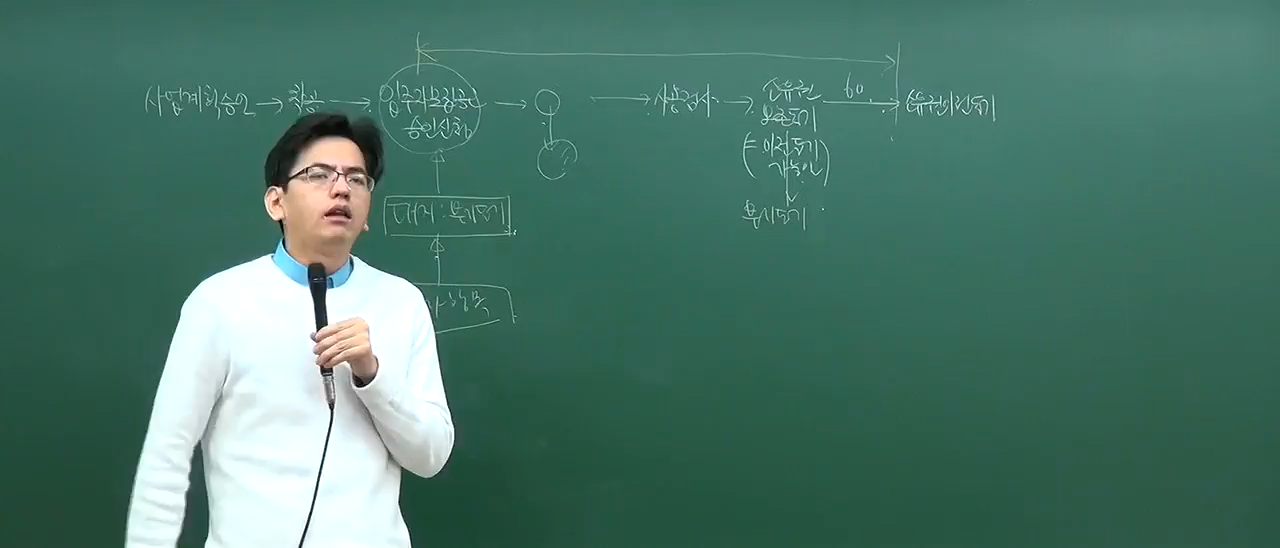 사업계획승인 → 착공 → 입주자모집공고 승인신청 → 사용검사 → 소유권 보존등기 60 소유권이전등기
(= 이전등기
가능일)
대지 : 부기등기
부기등기